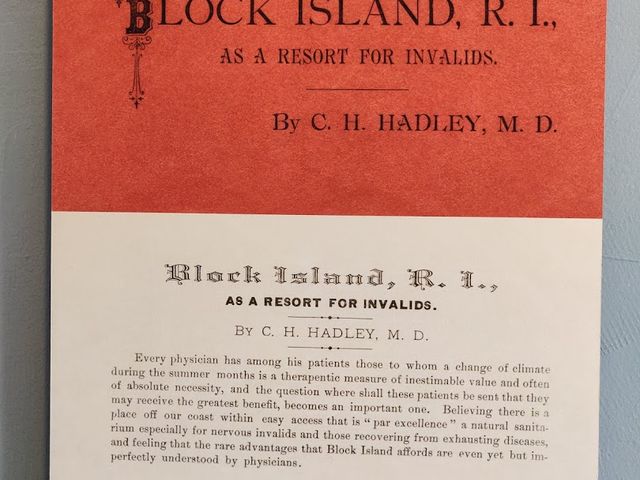 BLOCK ISLAND, R. I.,
AS A RESORT FOR INVALIDS.
By C. H. HADLEY, M. D.
Block Island, R. I.,
AS A RESORT FOR INVALIDS.
BY C. H. HADLEY, M. D.
Every physician has among his patients those to whom a change of climate
during the summer months is a therapeutic measure of inestimable value and often
of absolute necessity, and the question where shall these patients be sent that they
may receive the greatest benefit, becomes an important one. Believing there is a
place off our coast within easy access that is "par excellence" a natural sanita-
rium especially for nervous invalids and those recovering from exhausting diseases,
and feeling that the rare advantages that Block Island affords are even yet but im-
perfectly understood by physicians.